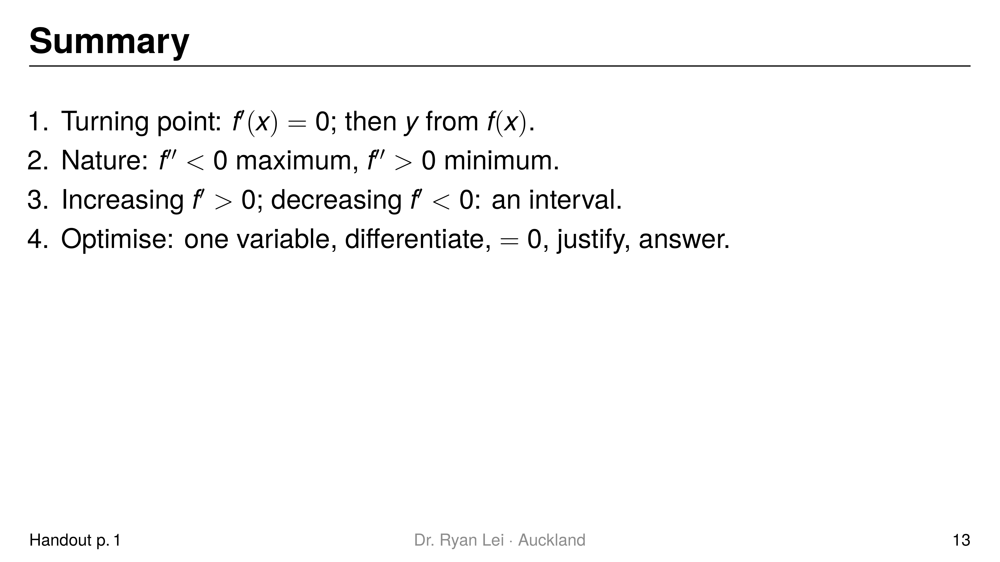 Summary
1. Turning point: f′(x) = 0; then y from f(x).
2. Nature: f″ < 0 maximum, f″ > 0 minimum.
3. Increasing f′ > 0; decreasing f′ < 0: an interval.
4. Optimise: one variable, differentiate, = 0, justify, answer.
Handout p. 1
Dr. Ryan Lei · Auckland
13